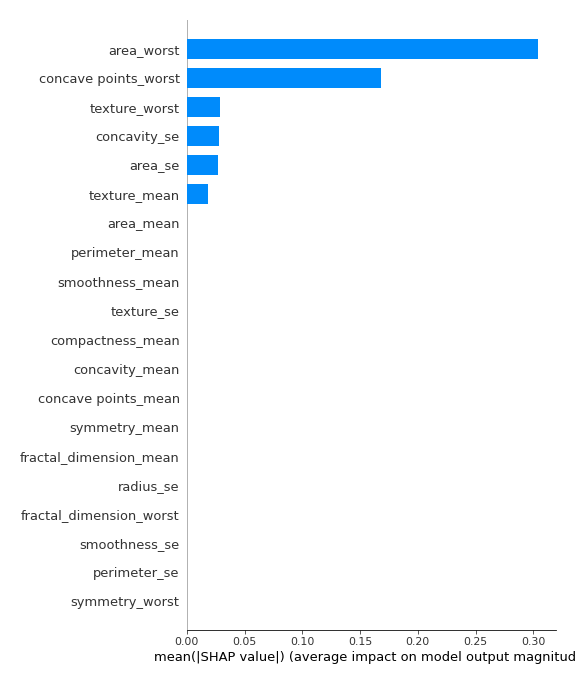 area_worst
concave points_worst
texture_worst
concavity_se
area_se
texture_mean
area_mean
perimeter_mean
smoothness_mean
texture_se
compactness_mean
concavity_mean
concave points_mean
symmetry_mean
fractal_dimension_mean
radius_se
fractal_dimension_worst
smoothness_se
perimeter_se
symmetry_worst
0.00 0.05 0.10 0.15 0.20 0.25 0.30
mean(|SHAP value|) (average impact on model output magnitud